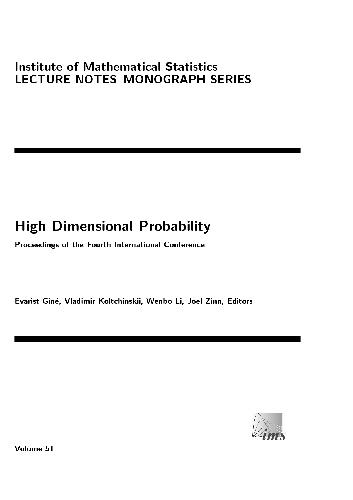 Institute of Mathematical Statistics
LECTURE NOTES–MONOGRAPH SERIES
High Dimensional Probability
Proceedings of the Fourth International Conference
Evarist Giné, Vladimir Koltchinskii, Wenbo Li, Joel Zinn, Editors
ims
Volume 51